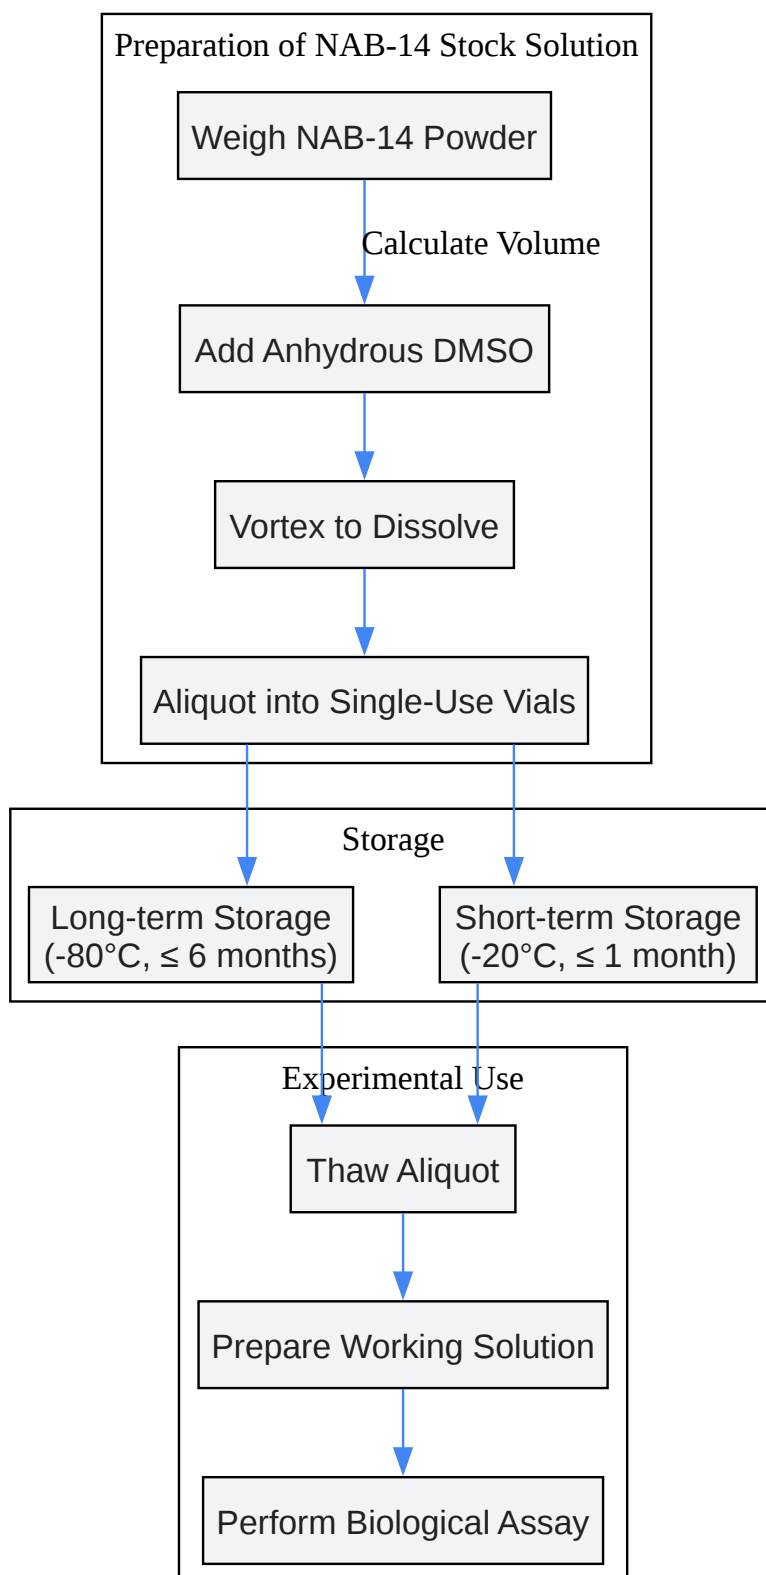 Preparation of NAB-14 Stock Solution
Weigh NAB-14 Powder
Calculate Volume
Add Anhydrous DMSO
Vortex to Dissolve
Aliquot into Single-Use Vials
Storage
Long-term Storage
(-80°C, ≤ 6 months)
Short-term Storage
(-20°C, ≤ 1 month)
Experimental Use
Thaw Aliquot
Prepare Working Solution
Perform Biological Assay